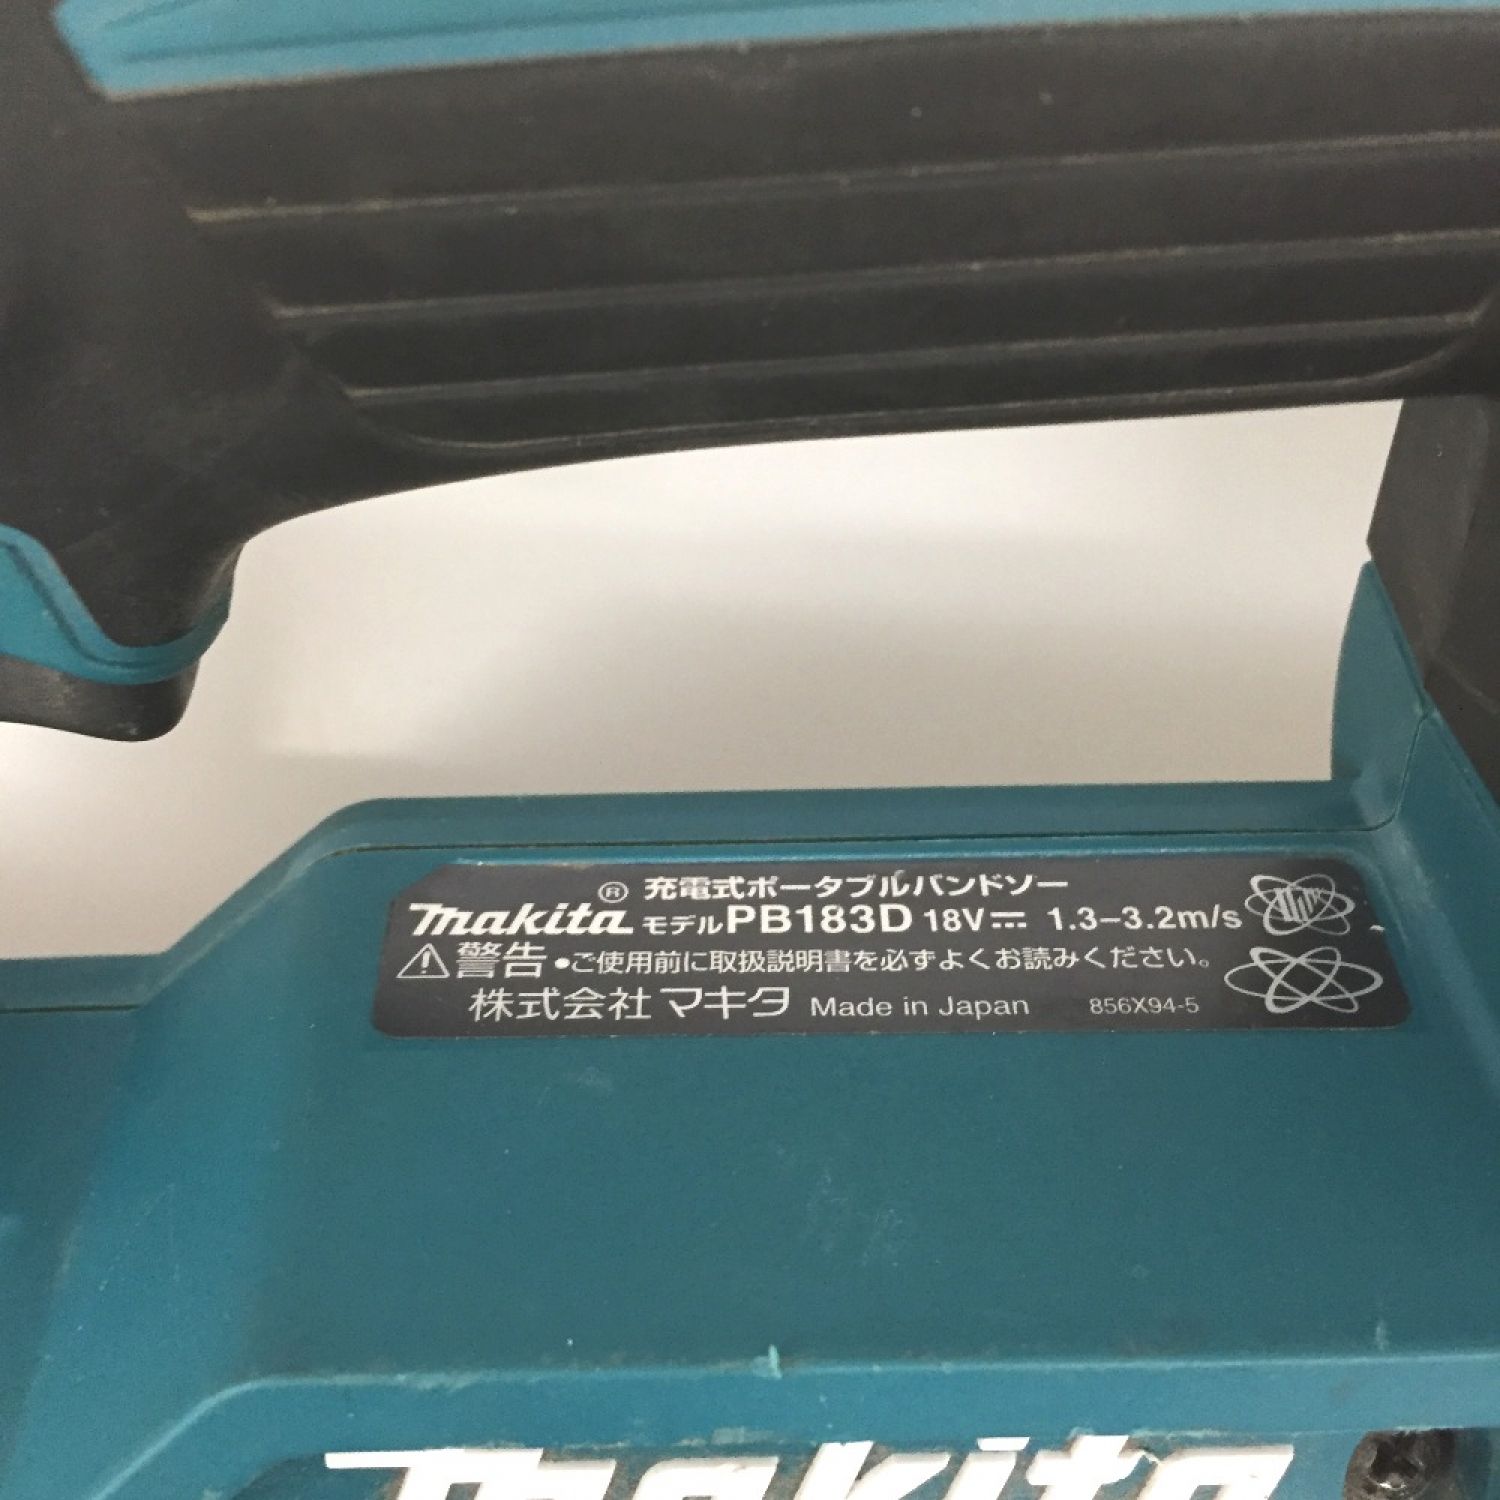 ® 充電式ポータブルバンドソー
makita モデルPB183D 18V⎓ 1.3–3.2m/s
⚠警告 •ご使用前に取扱説明書を必ずよくお読みください。
株式会社マキタ Made in Japan 856X94-5
makita